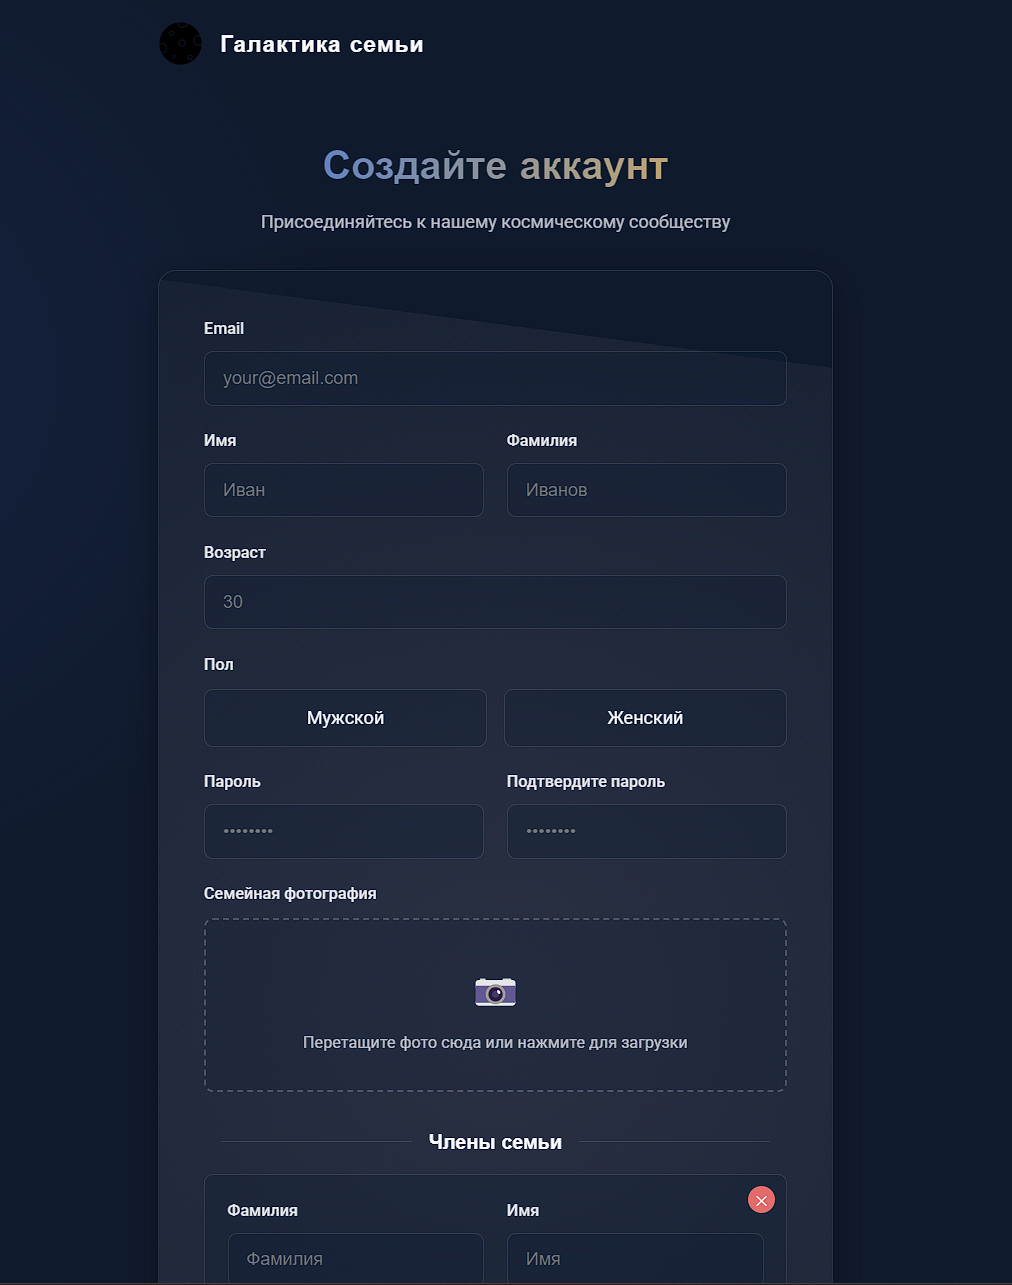 Галактика семьи
Создайте аккаунт
Присоединяйтесь к нашему космическому сообществу
Email
your@email.com
Имя
Фамилия
Иван
Иванов
Возраст
30
Пол
Мужской
Женский
Пароль
Подтвердите пароль
••••••••
••••••••
Семейная фотография
Перетащите фото сюда или нажмите для загрузки
Члены семьи
Фамилия
Имя
Фамилия
Имя